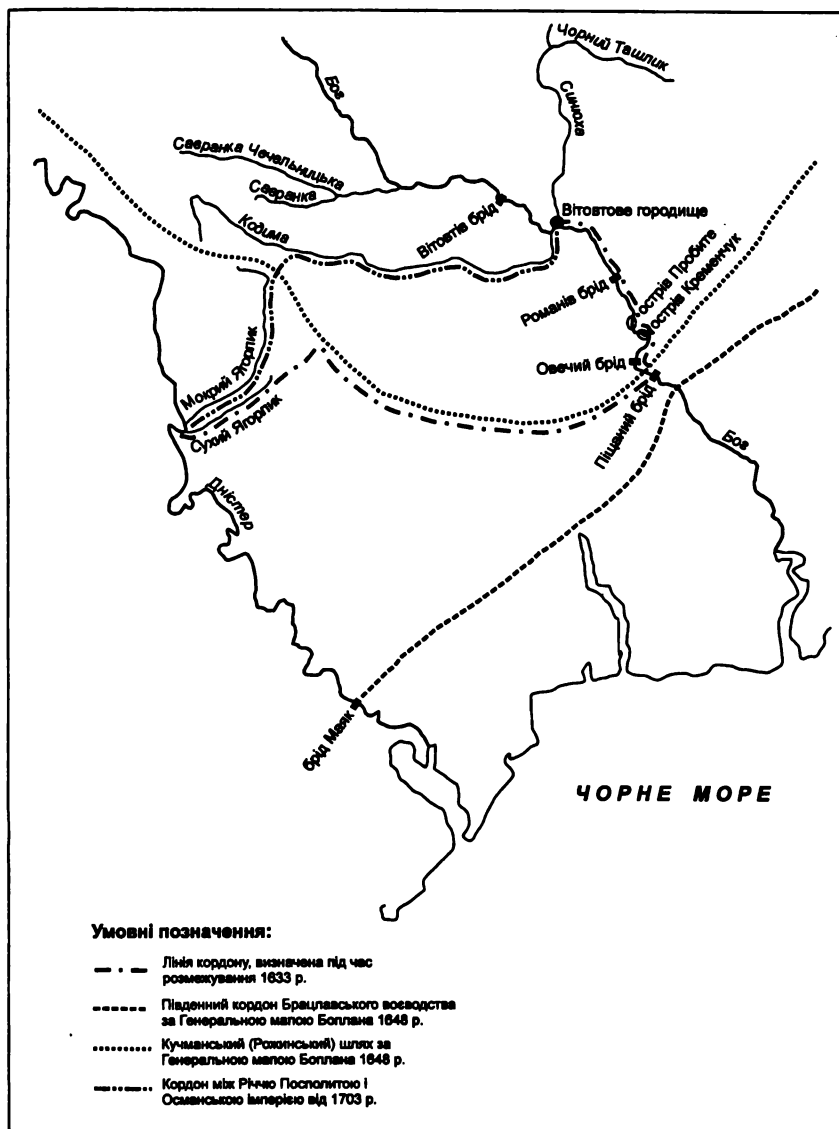 Чорний Ташлик
Бог
Синюха
Савранка Чечельницька
Савранка
Кодима
Вітовтів брід
Вітовтове городище
Романів брід
острів Пробите
острів Кременчук
Овечий брід
Піщаний брід
Мокрий Ягорлик
Сухий Ягорлик
Бог
Дністер
брід Маяк
ЧОРНЕ МОРЕ
Умовні позначення:
Лінія кордону, визначена під час
розмежування 1633 р.
Південний кордон Брацлавського воєводства
за Генеральною мапою Боплана 1648 р.
Кучманський (Рожинський) шлях за
Генеральною мапою Боплана 1648 р.
Кордон між Річчю Посполитою і
Османською імперією від 1703 р.